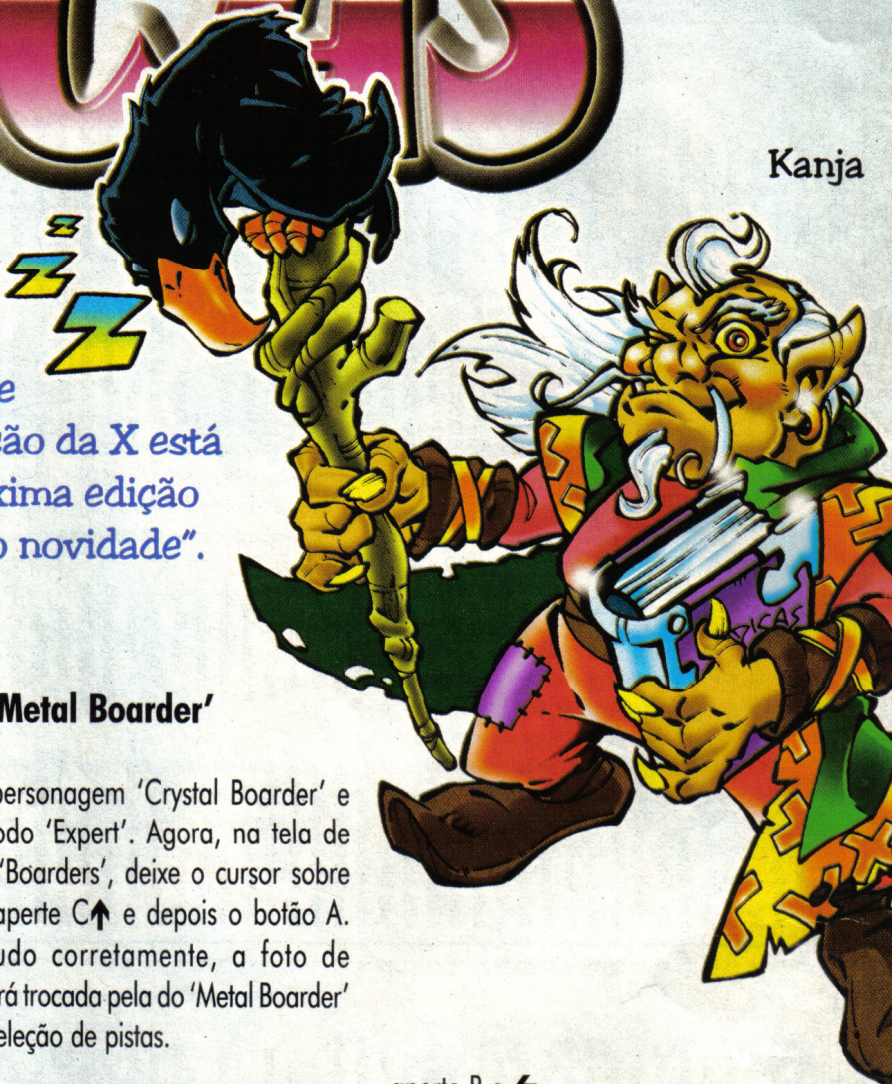 Kanja
Z
Z
Z
e
ão da X está
xima edição
novidade”.
DICAS
Metal Boarder’
personagem ‘Crystal Boarder’ e
odo ‘Expert’. Agora, na tela de
‘Boarders’, deixe o cursor sobre
aperte C↑ e depois o botão A.
udo corretamente, a foto de
rá trocada pela do ‘Metal Boarder’
eleção de pistas.